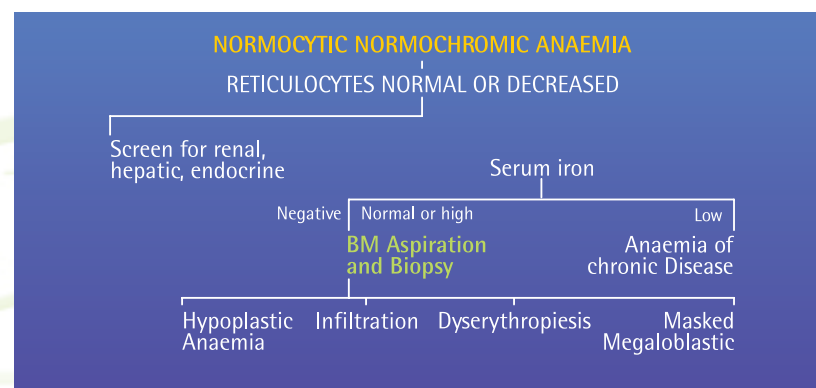 NORMOCYTIC NORMOCHROMIC ANAEMIA
RETICULOCYTES NORMAL OR DECREASED
Screen for renal,
hepatic, endocrine
Serum iron
Negative Normal or high Low
BM Aspiration
and Biopsy
Anaemia of
chronic Disease
Hypoplastic
Anaemia
Infiltration
Dyserythropiesis
Masked
Megaloblastic